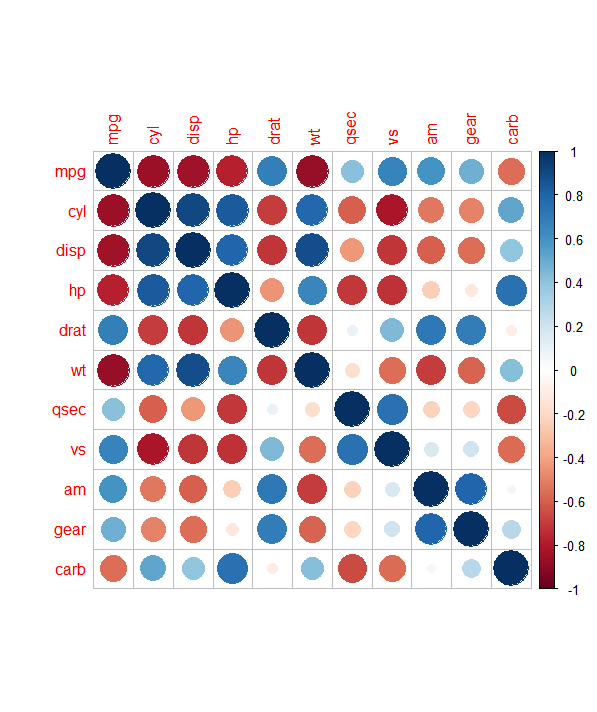 mpg cyl disp hp drat wt qsec vs am gear carb
mpg
cyl
disp
hp
drat
wt
qsec
vs
am
gear
carb
1
0.8
0.6
0.4
0.2
0
-0.2
-0.4
-0.6
-0.8
-1